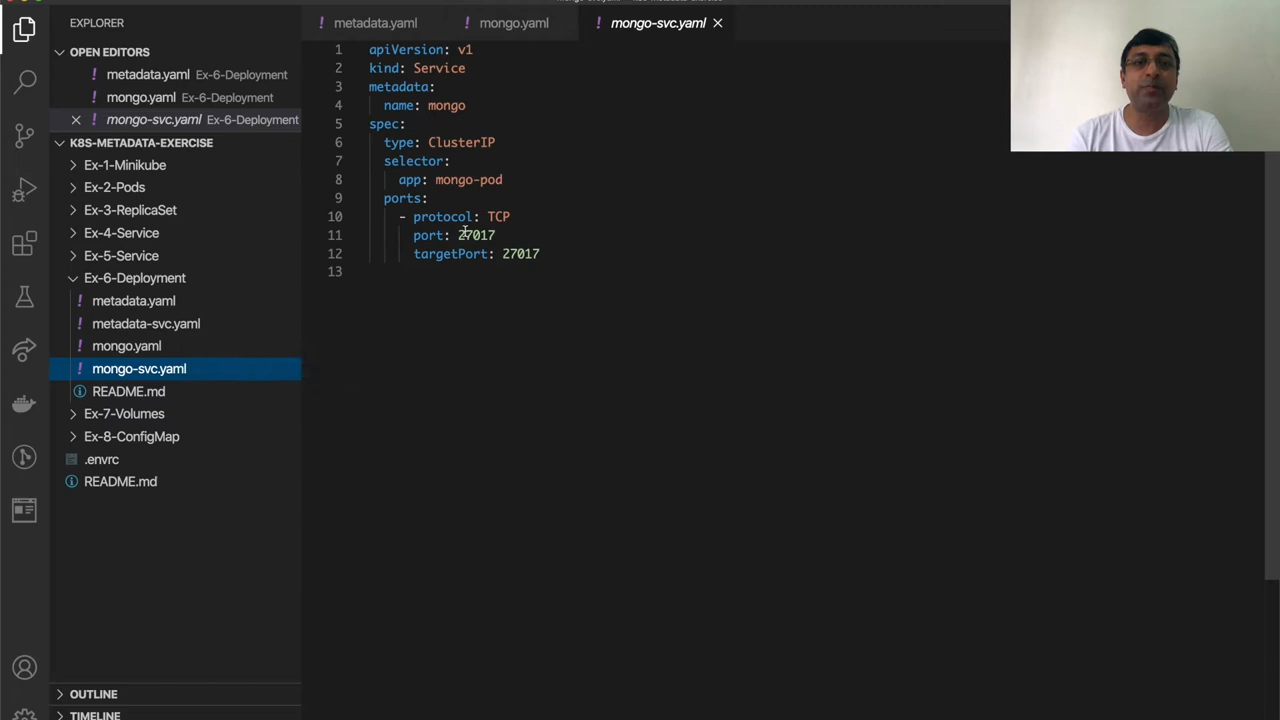 EXPLORER
OPEN EDITORS
metadata.yaml Ex-6-Deployment
mongo.yaml Ex-6-Deployment
mongo-svc.yaml Ex-6-Deployment
K8S-METADATA-EXERCISE
Ex-1-Minikube
Ex-2-Pods
Ex-3-ReplicaSet
Ex-4-Service
Ex-5-Service
Ex-6-Deployment
metadata.yaml
metadata-svc.yaml
mongo.yaml
mongo-svc.yaml
README.md
Ex-7-Volumes
Ex-8-ConfigMap
.envrc
README.md
OUTLINE
TIMELINE
metadata.yaml mongo.yaml mongo-svc.yaml
1 apiVersion: v1
2 kind: Service
3 metadata:
4 name: mongo
5 spec:
6 type: ClusterIP
7 selector:
8 app: mongo-pod
9 ports:
10 - protocol: TCP
11 port: 27017
12 targetPort: 27017
13